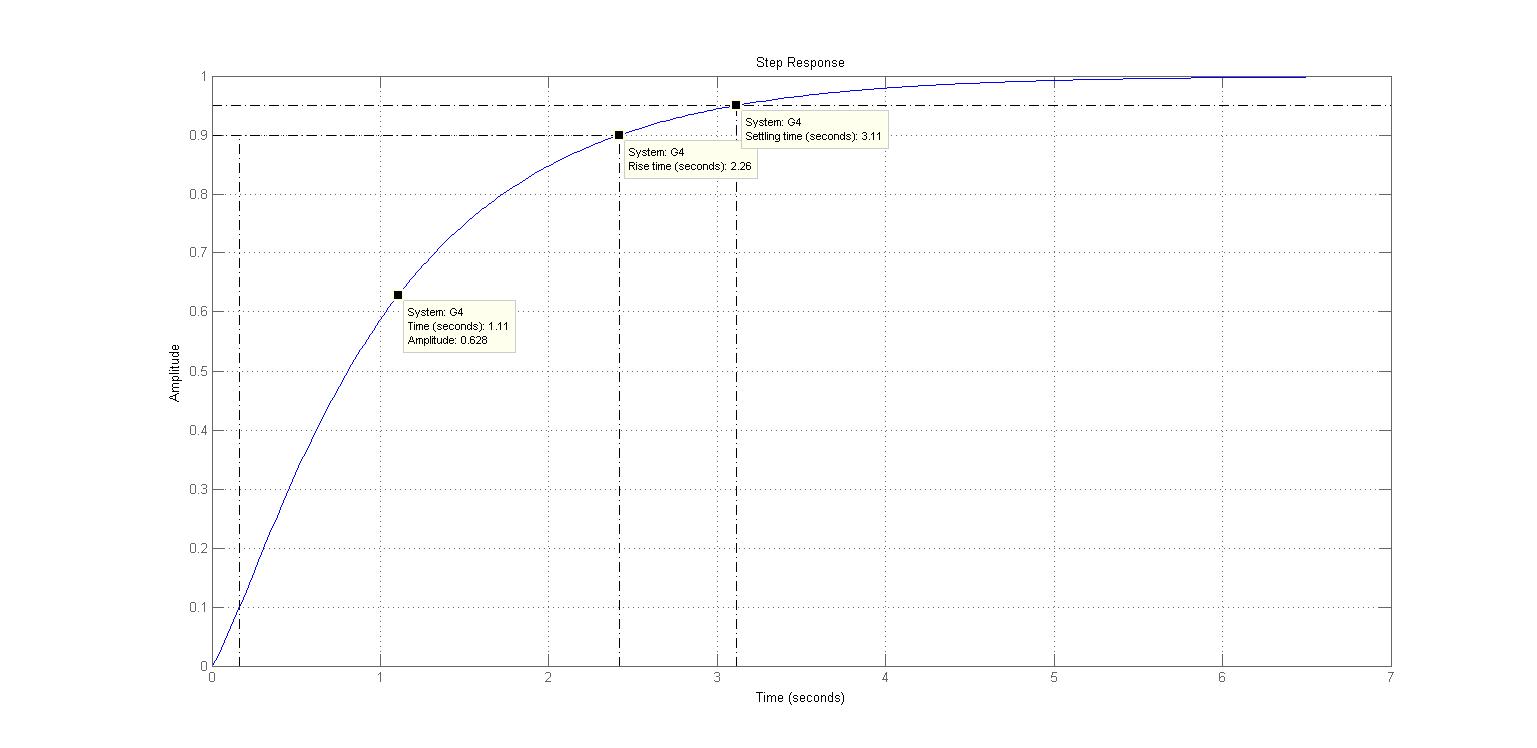 Step Response
1
0.9
0.8
0.7
0.6
0.5
0.4
0.3
0.2
0.1
0
Amplitude
System: G4
Settling time (seconds): 3.11
System: G4
Rise time (seconds): 2.26
System: G4
Time (seconds): 1.11
Amplitude: 0.628
0 1 2 3 4 5 6 7
Time (seconds)